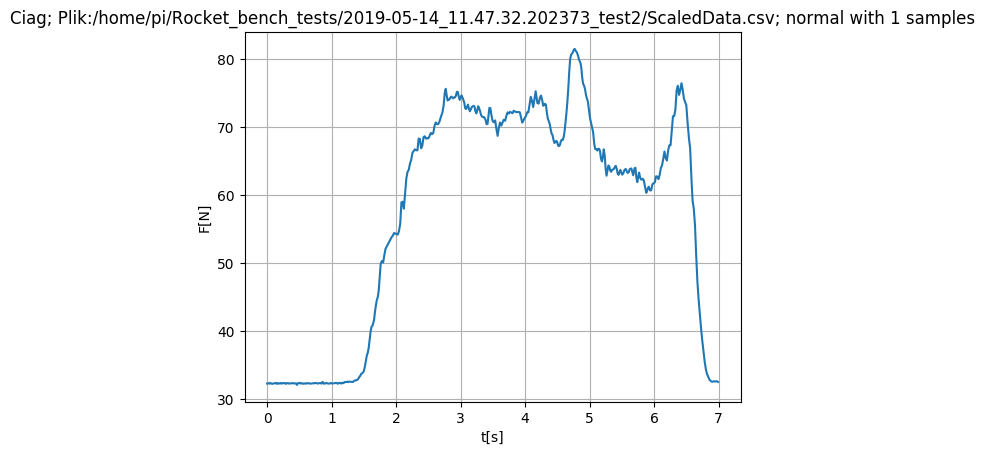 Ciag; Plik:/home/pi/Rocket_bench_tests/2019-05-14_11.47.32.202373_test2/ScaledData.csv; normal with 1 samples
80
70
60
50
40
30
F[N]
0 1 2 3 4 5 6 7
t[s]